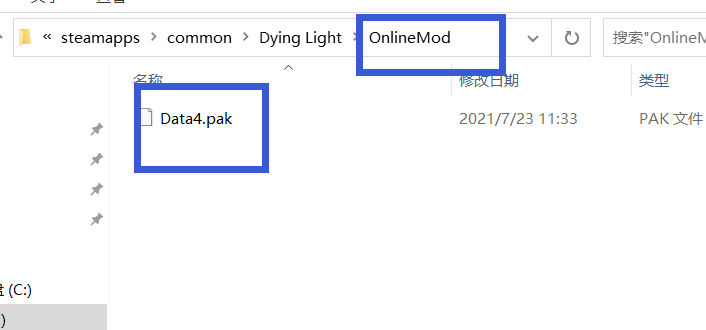 « steamapps › common › Dying Light › OnlineMod
搜索"OnlineM
名称
修改日期
类型
Data4.pak
2021/7/23 11:33
PAK 文件
(C:)